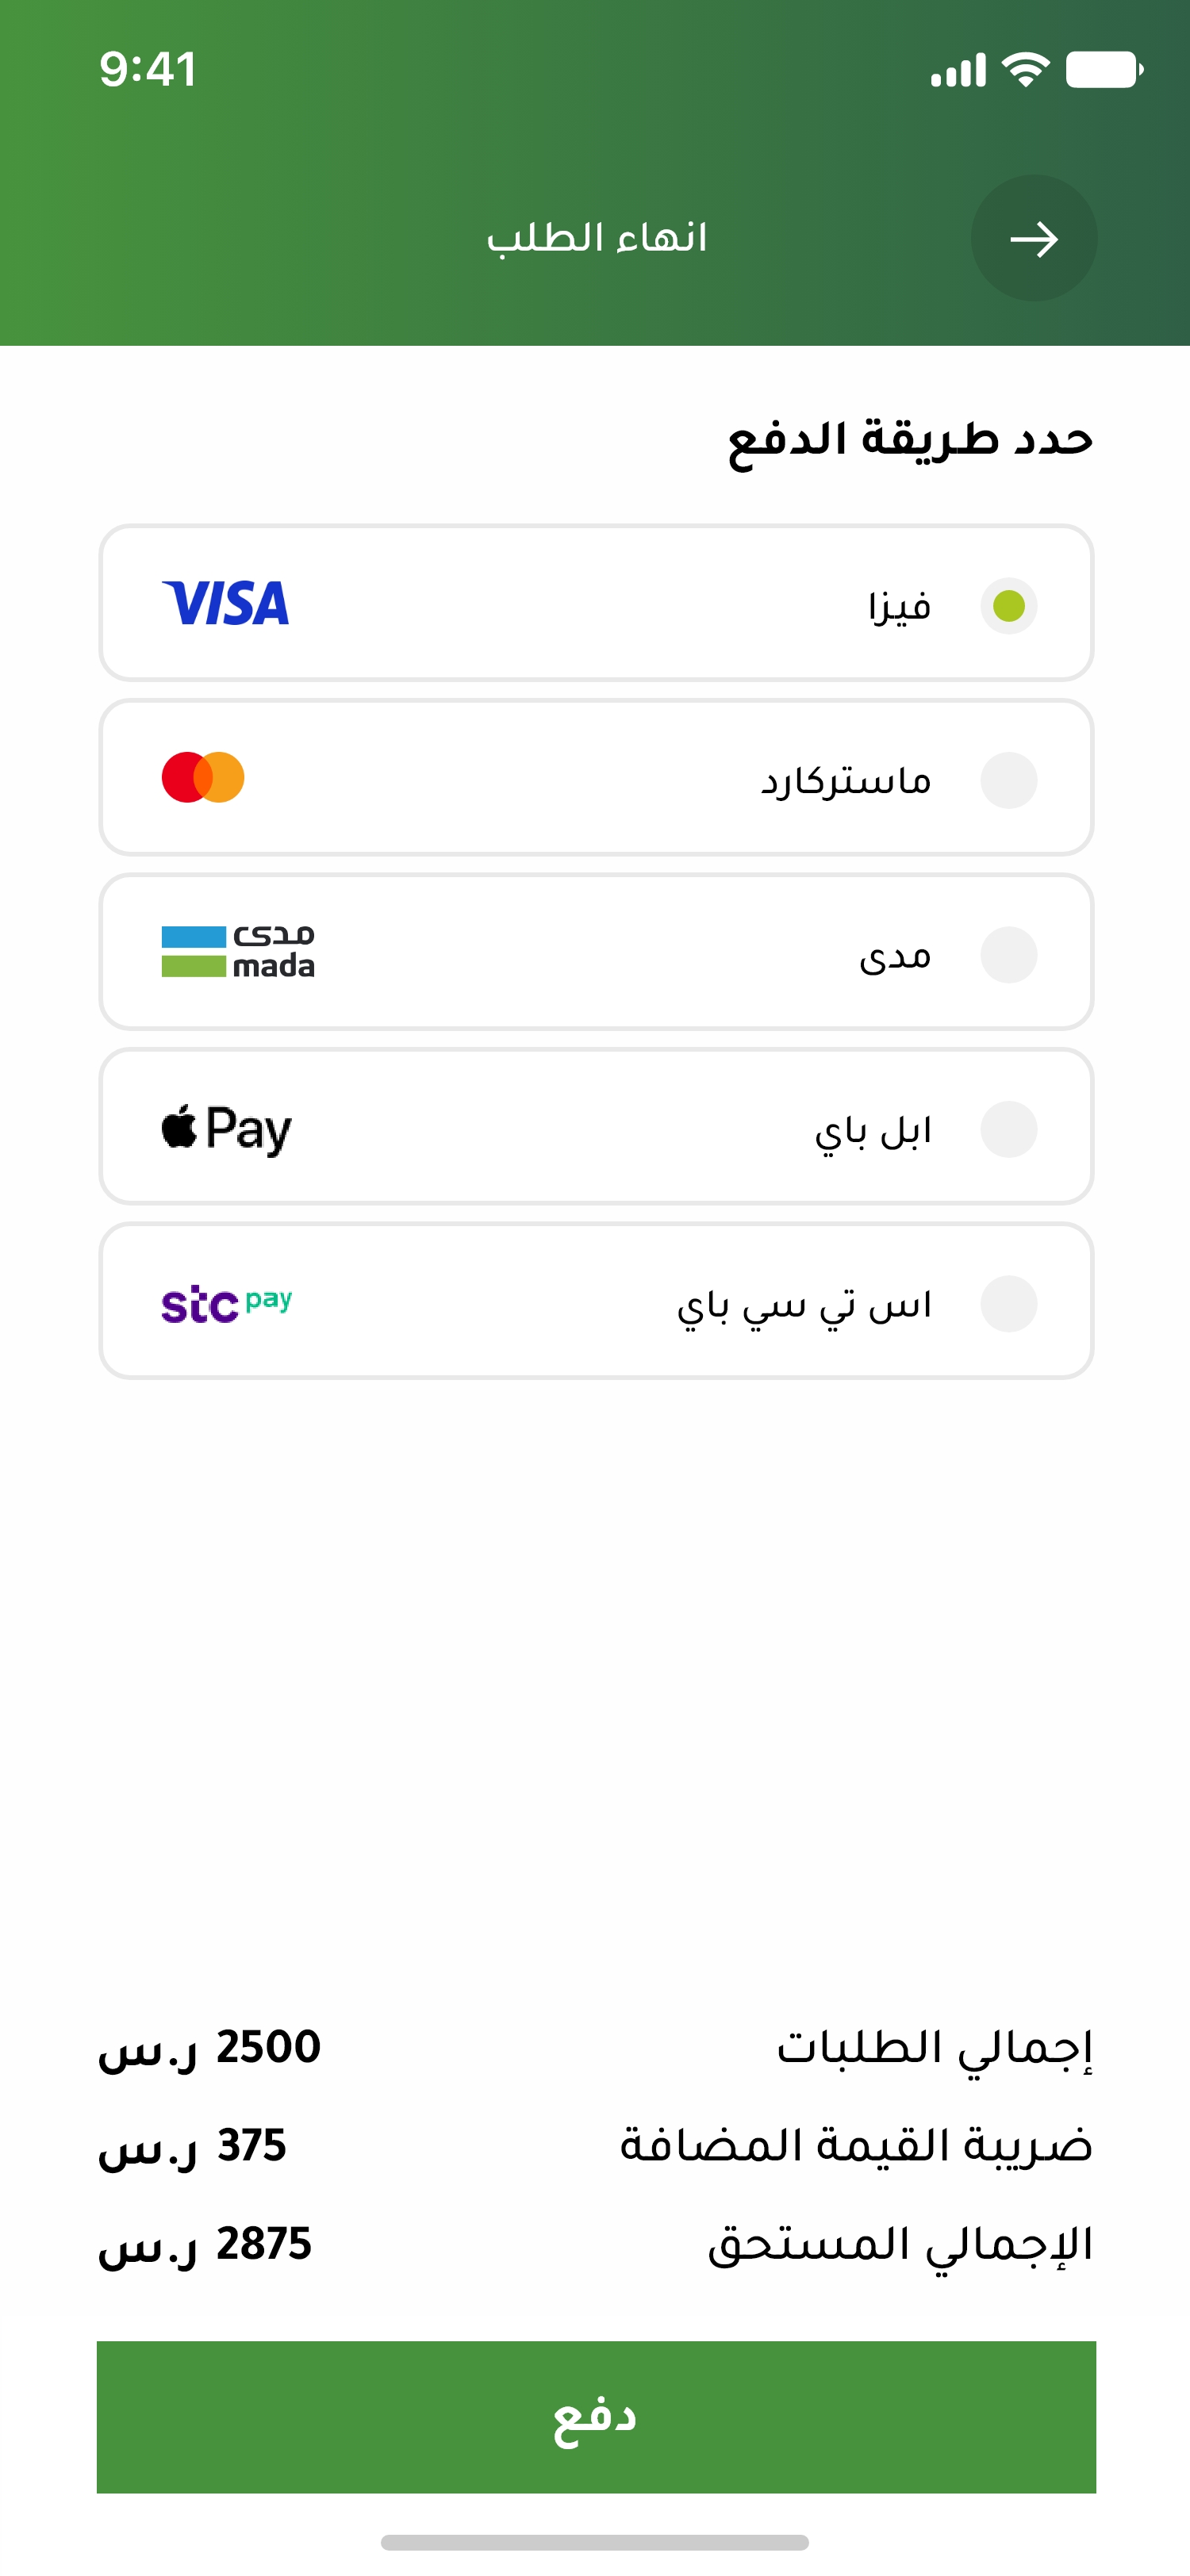 9:41
انهاء الطلب
حدد طريقة الدفع
فيزا VISA
ماستركارد
مدى مدى mada
ابل باي Pay
اس تي سي باي stc pay
إجمالي الطلبات 2500 ر.س
ضريبة القيمة المضافة 375 ر.س
الإجمالي المستحق 2875 ر.س
دفع